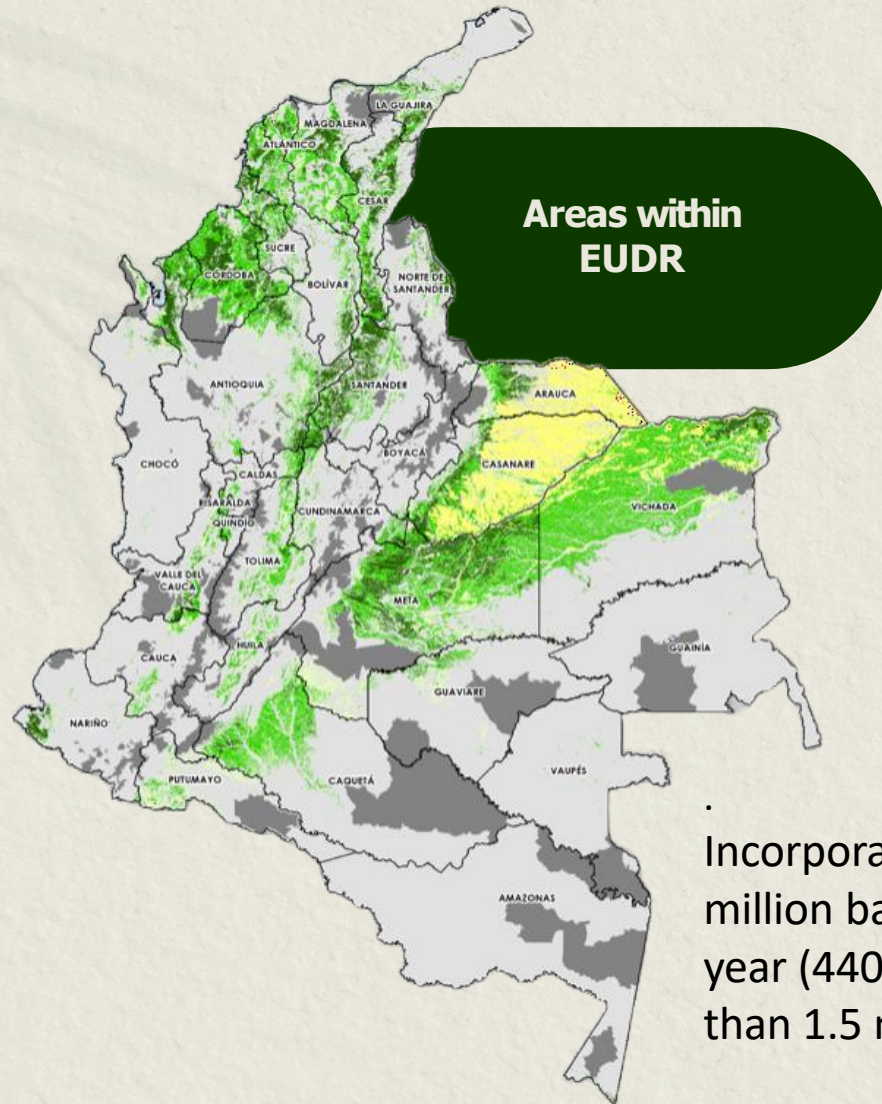 LA GUAJIRA
MAGDALENA
ATLÁNTICO
CESAR
Areas within
EUDR
SUCRE
CÓRDOBA
BOLÍVAR
NORTE DE
SANTANDER
ANTIOQUIA
SANTANDER
ARAUCA
BOYACÁ
CHOCÓ
CASANARE
CALDAS
RISARALDA
CUNDINAMARCA
VICHADA
QUINDÍO
TOLIMA
VALLE DEL
CAUCA
META
HUILA
GUAINÍA
CAUCA
GUAVIARE
NARIÑO
VAUPÉS
PUTUMAYO
CAQUETÁ
AMAZONAS
.
Incorpora
million ba
year (440
than 1.5 r